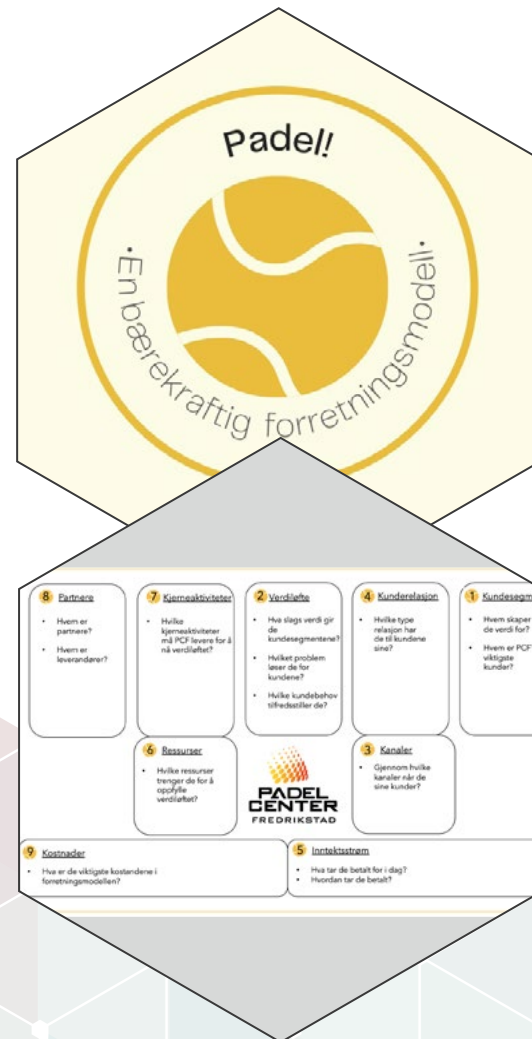 Padel!
•En bærekraftig forretningsmodell•
8 Partnere
• Hvem er
partnere?
• Hvem er
leverandører?
7 Kjerneaktiviteter
• Hvilke
kjerneaktiviteter
må PCF levere for å
nå verdiløftet?
2 Verdiløfte
• Hva slags verdi gir
de
kundesegmentene?
• Hvilket problem
løser de for
kundene?
• Hvilke kundebehov
tilfredsstiller de?
4 Kunderelasjon
• Hvilke type
relasjon har
de til kundene
sine?
1 Kundesegm
• Hvem skaper
de verdi for?
• Hvem er PCF
viktigste
kunder?
6 Ressurser
• Hvilke ressurser
trenger de for å
oppfylle
verdiløftet?
PADEL
CENTER
FREDRIKSTAD
3 Kanaler
• Gjennom hvilke
kanaler når de
sine kunder?
9 Kostnader
• Hva er de viktigste kostandene i
forretningsmodellen?
5 Inntektsstrøm
• Hva tar de betalt for i dag?
• Hvordan tar de betalt?